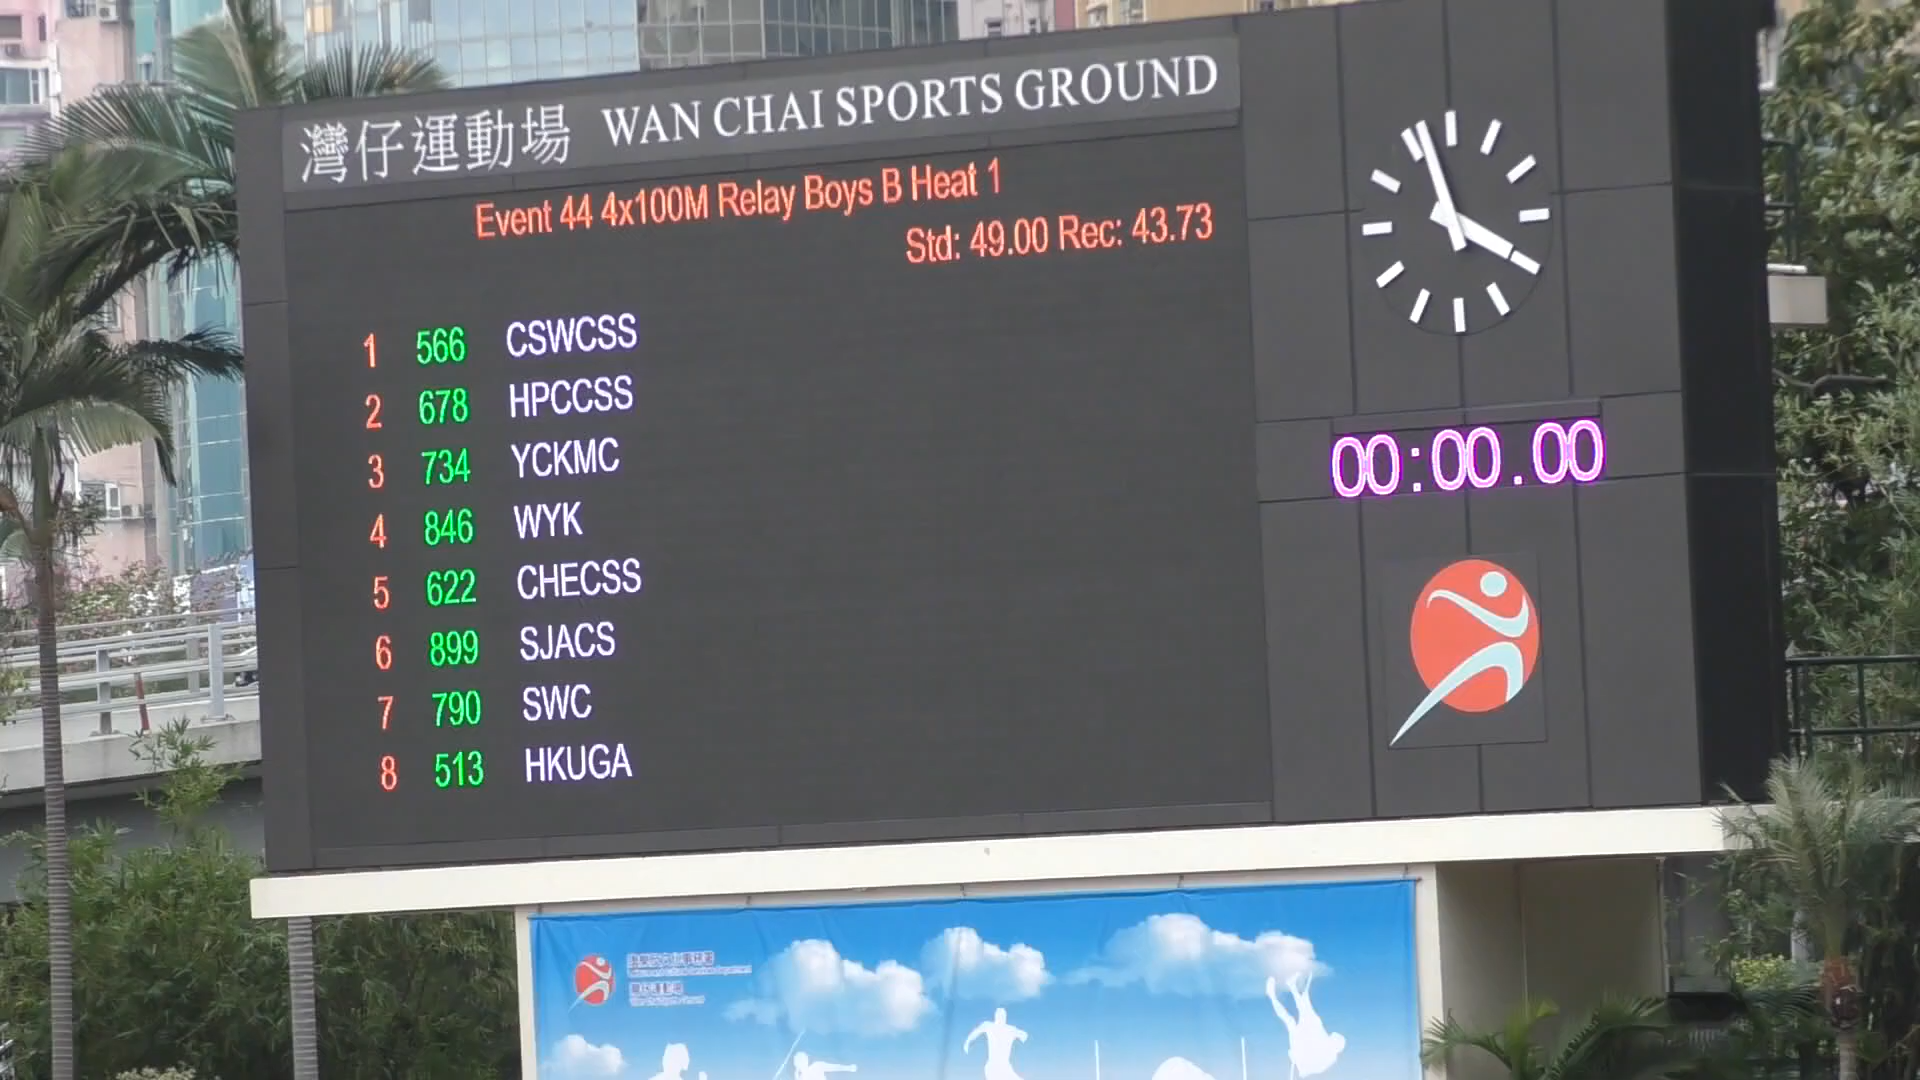 灣仔運動場 WAN CHAI SPORTS GROUND
Event 44 4x100M Relay Boys B Heat 1
Std: 49.00 Rec: 43.73
1 566 CSWCSS
2 678 HPCCSS
3 734 YCKMC
4 846 WYK
5 622 CHECSS
6 899 SJACS
7 790 SWC
8 513 HKUGA
00:00.00